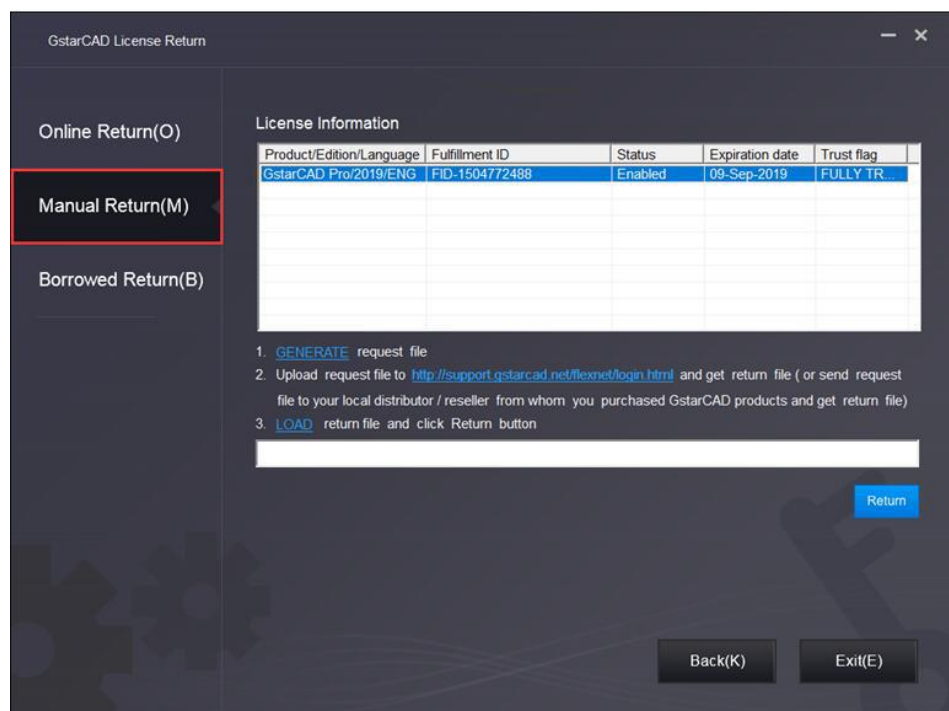 GstarCAD License Return
Online Return(O)
Manual Return(M)
Borrowed Return(B)
License Information
Product/Edition/Language Fulfillment ID Status Expiration date Trust flag
GstarCAD Pro/2019/ENG FID-1504772488 Enabled 09-Sep-2019 FULLY TR...
1. GENERATE request file
2. Upload request file to http://support.gstarcad.net/flexnet/login.html and get return file ( or send request
file to your local distributor / reseller from whom you purchased GstarCAD products and get return file)
3. LOAD return file and click Return button
Return
Back(K) Exit(E)